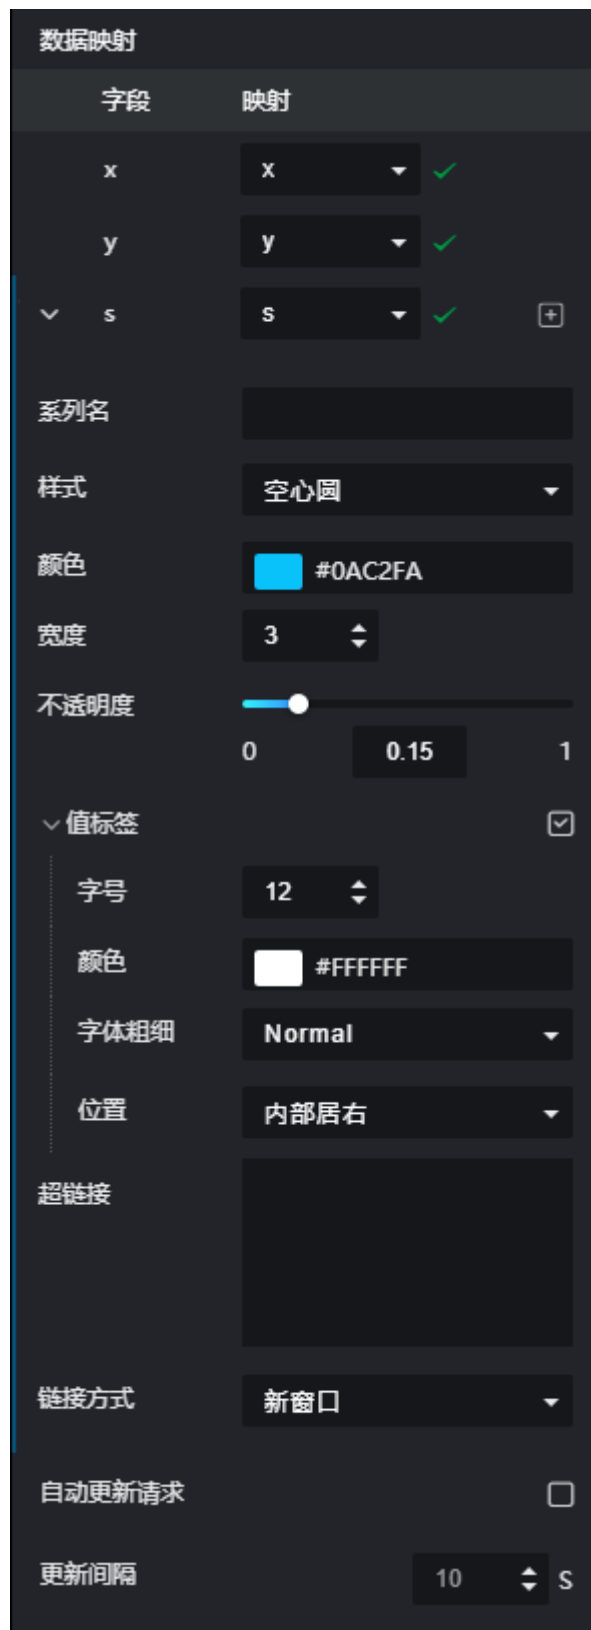 数据映射
字段 映射
x x
y y
s s
系列名
样式 空心圆
颜色 #0AC2FA
宽度 3
不透明度
0 0.15 1
值标签
字号 12
颜色 #FFFFFF
字体粗细 Normal
位置 内部居右
超链接
链接方式 新窗口
自动更新请求
更新间隔 10 S